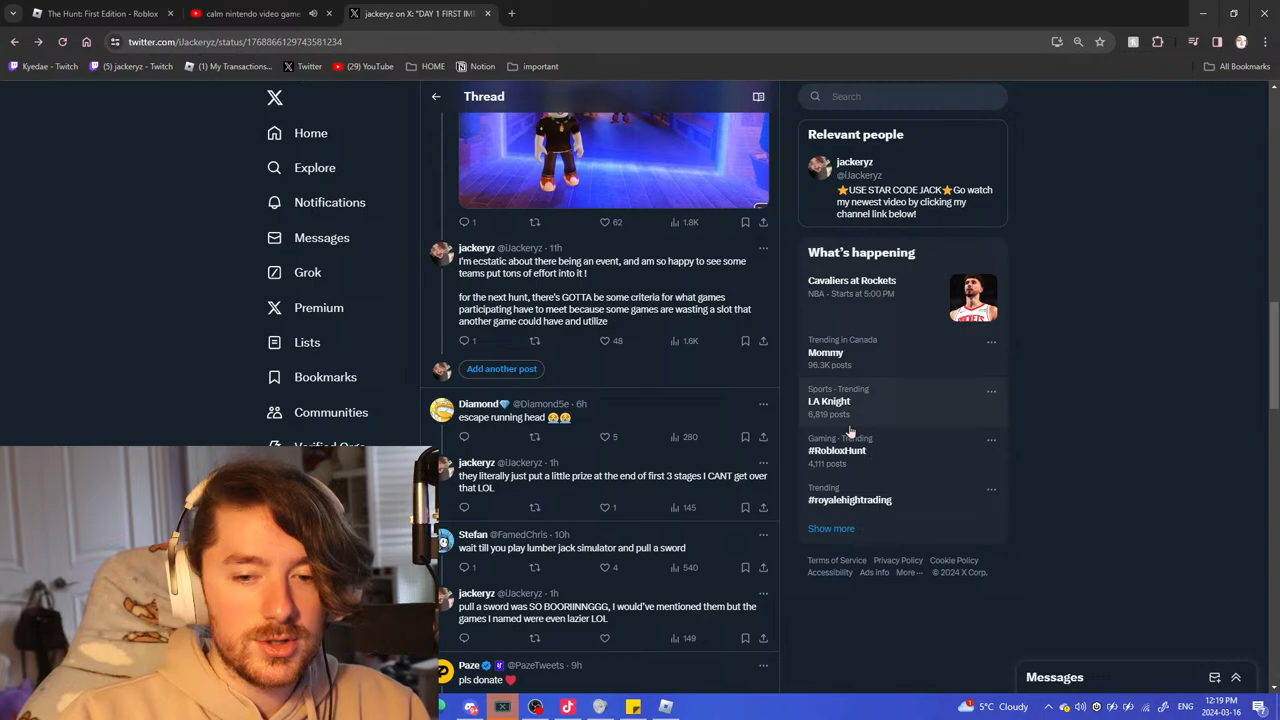 The Hunt: First Edition - Roblox
calm nintendo video game
jackeryz on X: "DAY 1 FIRST IM
twitter.com/iJackeryz/status/1768866129743581234
Kyedae - Twitch
(5) jackeryz - Twitch
(1) My Transactions...
Twitter
(29) YouTube
HOME
Notion
important
All Bookmarks
Home
Explore
Notifications
Messages
Grok
Premium
Lists
Bookmarks
Communities
Thread
1
62
1.8K
jackeryz @iJackeryz · 11h
I'm ecstatic about there being an event, and am so happy to see some
teams put tons of effort into it !
for the next hunt, there's GOTTA be some criteria for what games
participating have to meet because some games are wasting a slot that
another game could have and utilize
1
48
1.6K
Add another post
Diamond💎 @Diamond5e · 6h
escape running head 😭😭
5
280
jackeryz @iJackeryz · 1h
they literally just put a little prize at the end of first 3 stages I CANT get over
that LOL
1
145
Stefan @FamedChris · 10h
wait till you play lumber jack simulator and pull a sword
1
4
540
jackeryz @iJackeryz · 1h
pull a sword was SO BOORIINNGGG, I would've mentioned them but the
games I named were even lazier LOL
149
Paze @PazeTweets · 9h
pls donate ❤️
Search
Relevant people
jackeryz
@iJackeryz
⭐USE STAR CODE JACK⭐Go watch
my newest video by clicking my
channel link below!
What's happening
Cavaliers at Rockets
NBA · Starts at 5:00 PM
ROCKETS
Trending in Canada
Mommy
96.3K posts
Sports · Trending
LA Knight
6,819 posts
Gaming · Trending
#RobloxHunt
4,111 posts
Trending
#royalehightrading
Show more
Terms of Service Privacy Policy Cookie Policy
Accessibility Ads info More ··· © 2024 X Corp.
Messages
5°C Cloudy
12:19 PM
2024-03-16